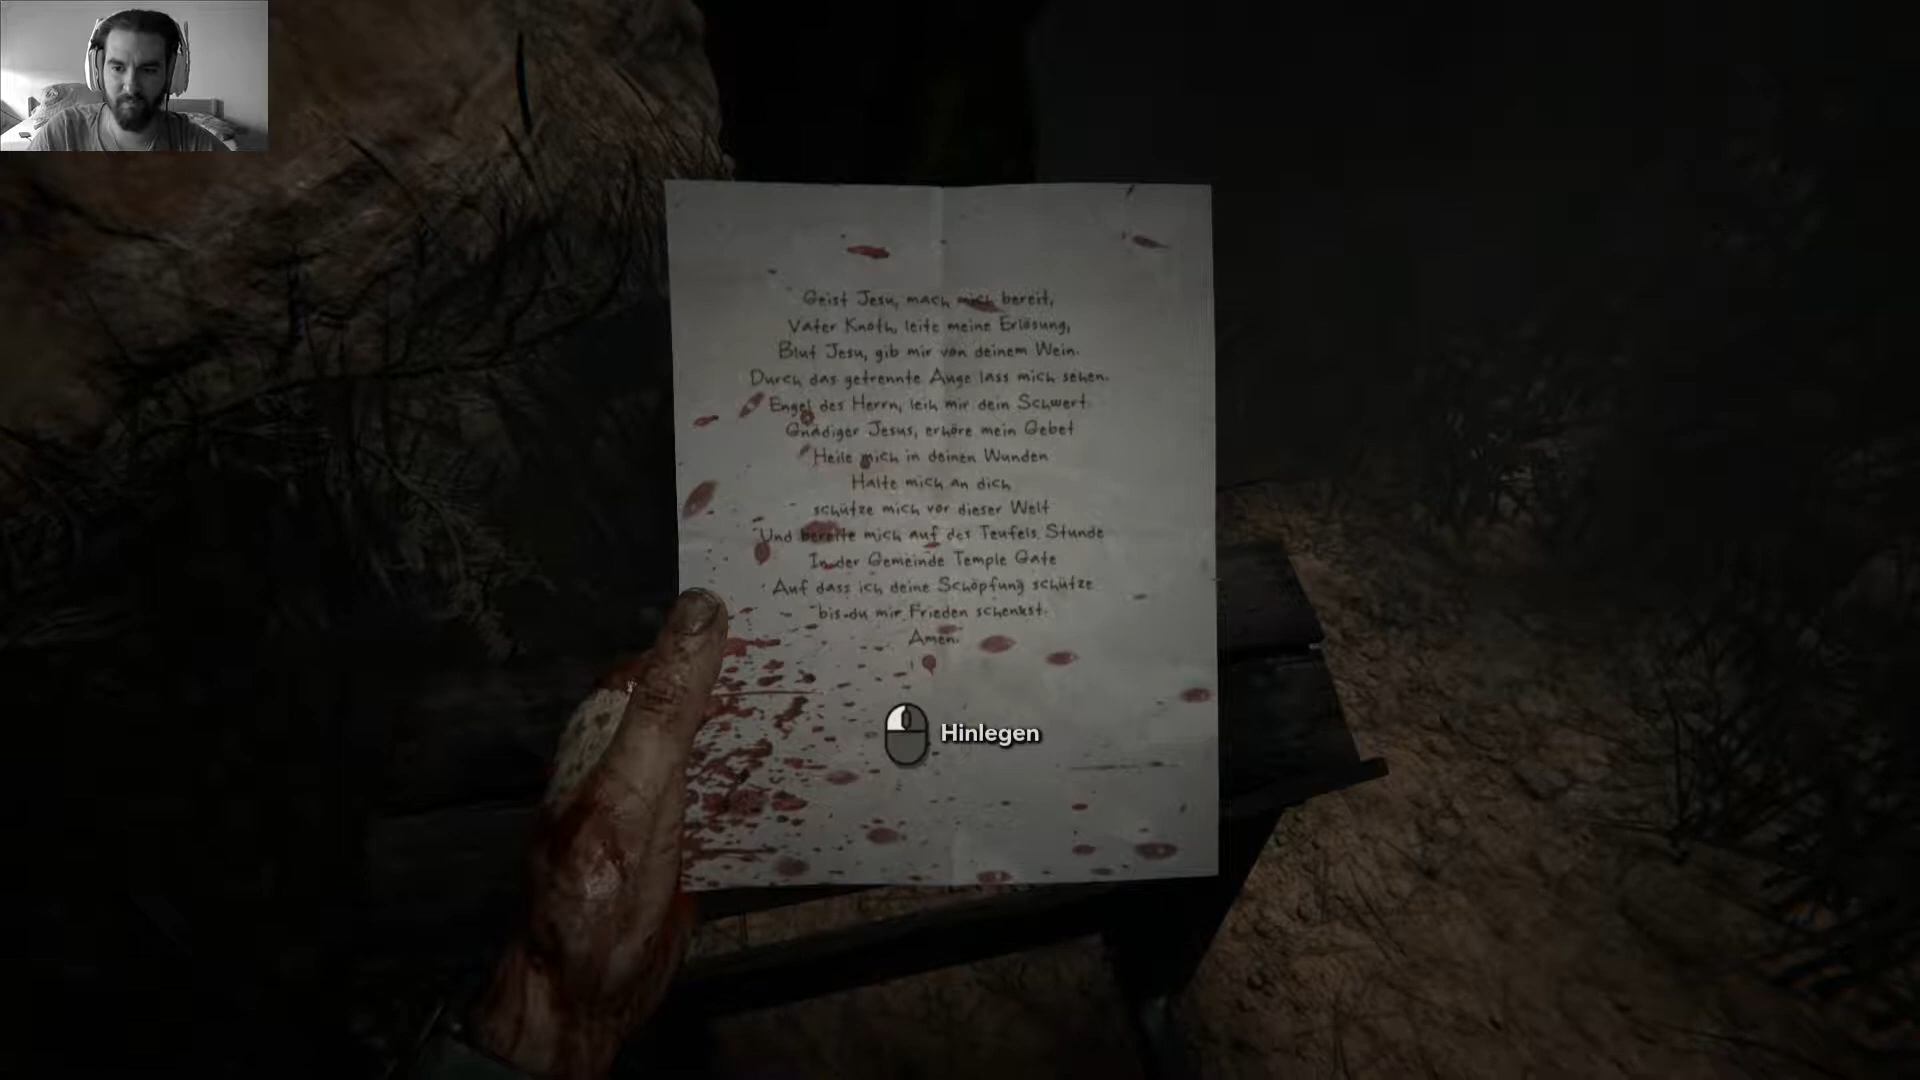 Geist Jesu, mach mich bereit,
Vater Knoth, leite meine Erlösung,
Blut Jesu, gib mir von deinem Wein.
Durch das getrennte Auge lass mich sehen.
Engel des Herrn, leih mir dein Schwert
Gnädiger Jesus, erhöre mein Gebet
Heile mich in deinen Wunden
Halte mich an dich
schütze mich vor dieser Welt
Und bereite mich auf des Teufels Stunde
In der Gemeinde Temple Gate
Auf dass ich deine Schöpfung schütze
bis du mir Frieden schenkst.
Amen.
Hinlegen